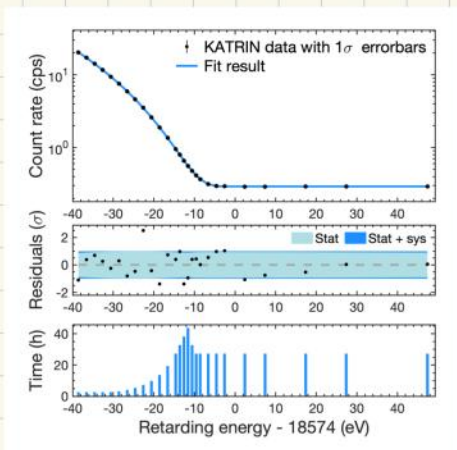 KATRIN data with 1σ errorbars
Fit result
Count rate (cps)
10¹
10⁰
-40 -30 -20 -10 0 10 20 30 40
Residuals (σ)
Stat Stat + sys
2
0
-2
-40 -30 -20 -10 0 10 20 30 40
Time (h)
40
20
0
-40 -30 -20 -10 0 10 20 30 40
Retarding energy - 18574 (eV)